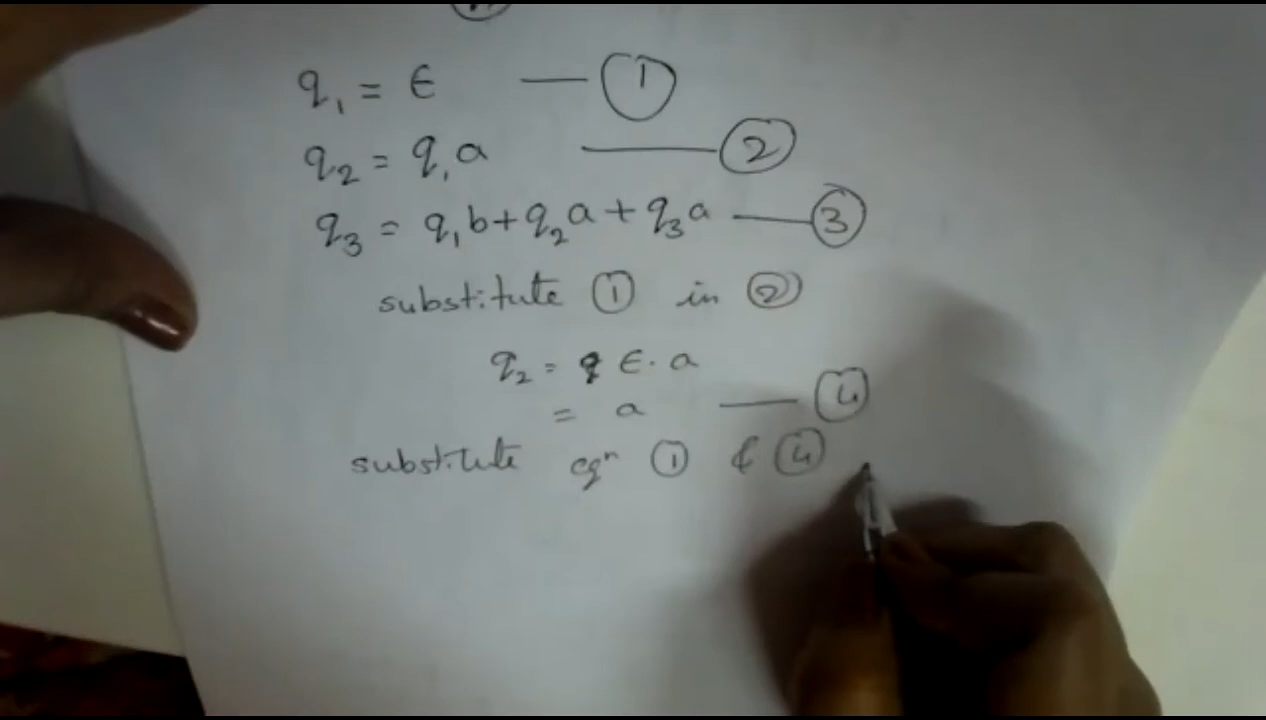 q₁ = ε — ①
q₂ = q₁a — ②
q₃ = q₁b + q₂a + q₃a — ③
substitute ① in ②
q₂ = ε · a
= a — ④
substitute eqⁿ ① & ④